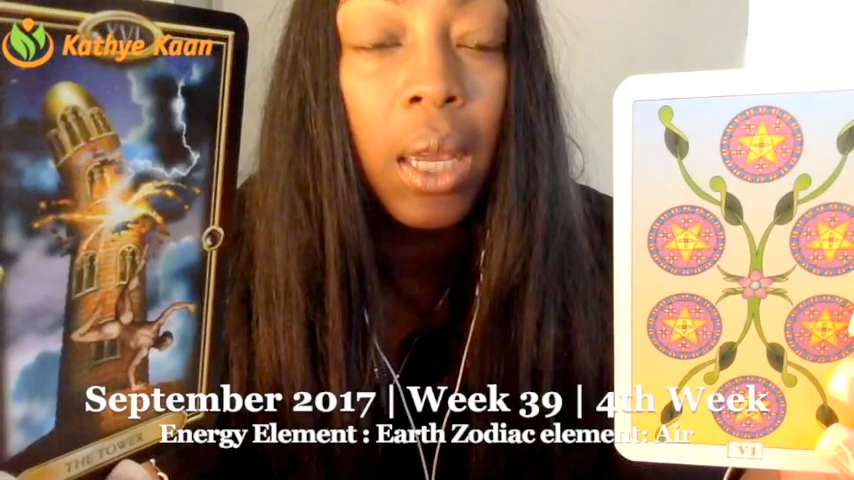 Kathye Kaan
XVI
September 2017 | Week 39 | 4th Week
Energy Element : Earth Zodiac element; Air
THE TOWER
VI